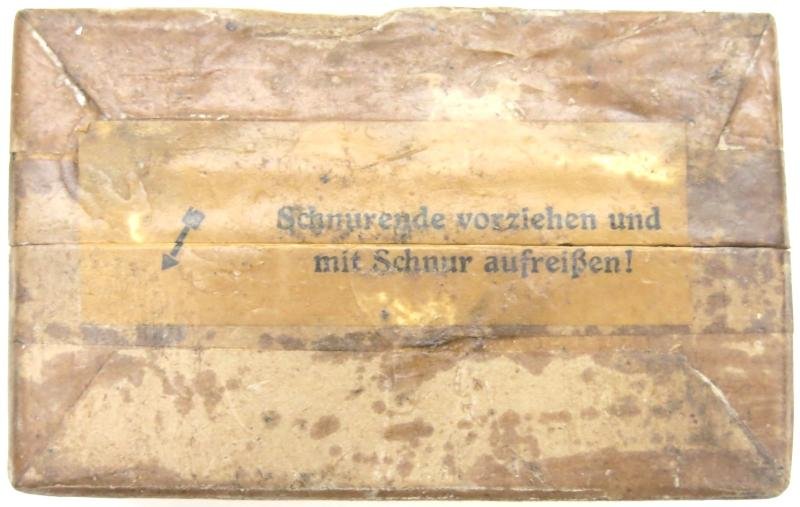 Schnurende vorziehen und
mit Schnur aufreißen!